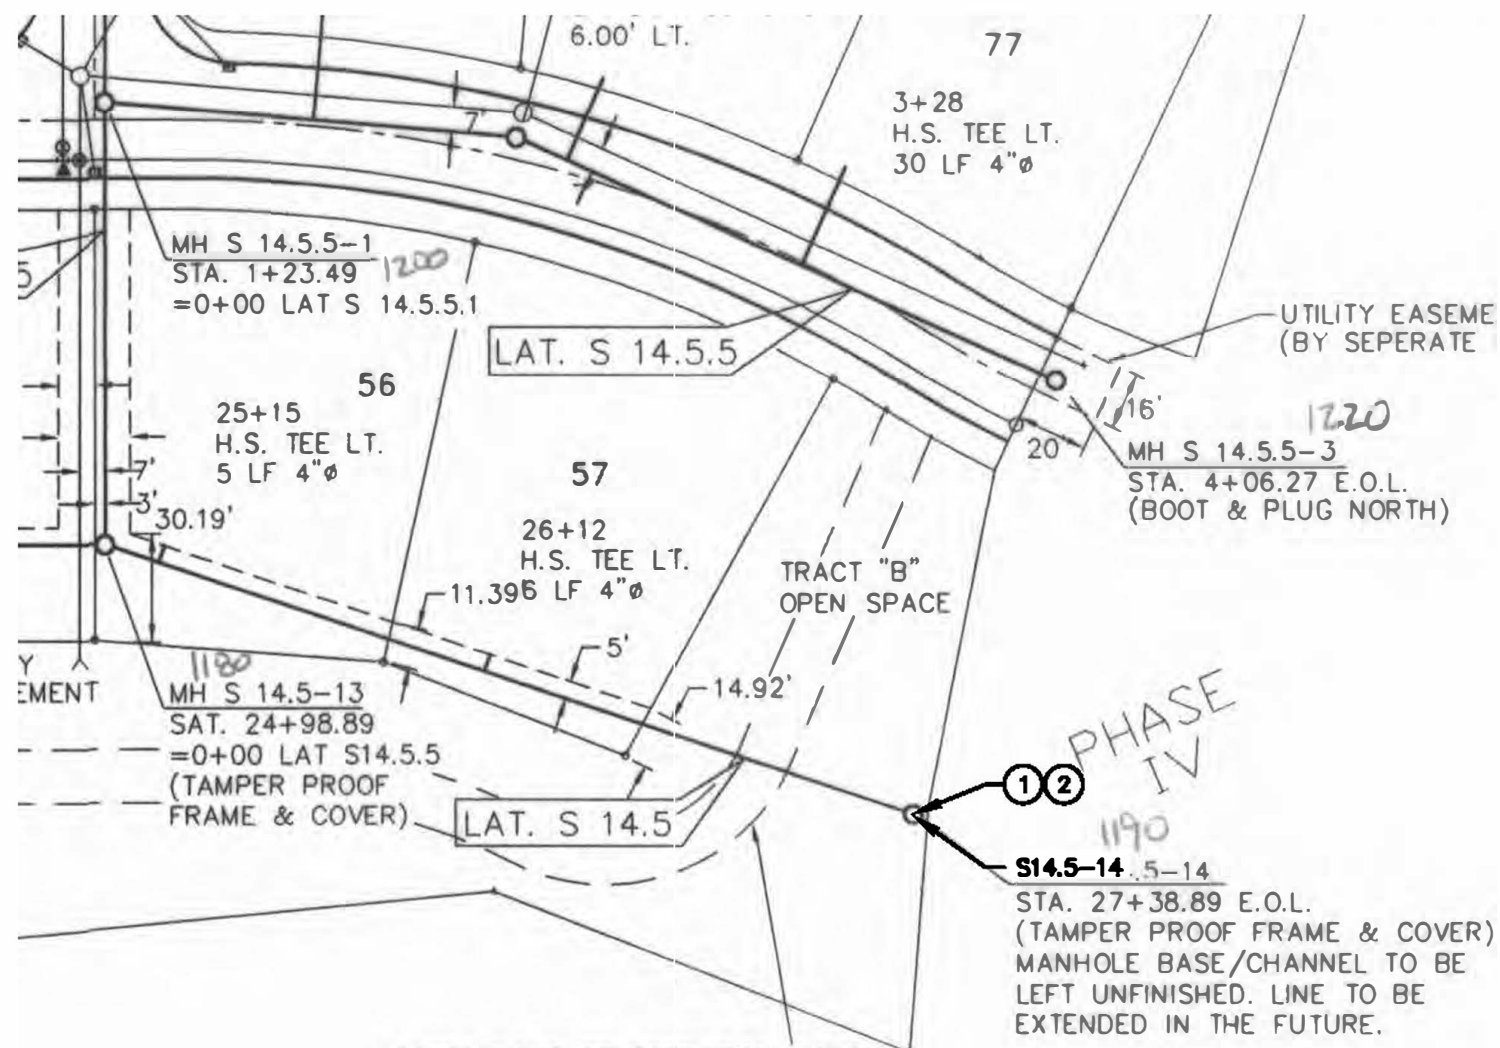 6.00' LT.
77
3+28
H.S. TEE LT.
30 LF 4"ø
7'
MH S 14.5.5-1
STA. 1+23.49
=0+00 LAT S 14.5.5.1
1200
5
LAT. S 14.5.5
UTILITY EASEME
(BY SEPERATE
56
25+15
H.S. TEE LT.
5 LF 4"ø
16'
20'
1220
MH S 14.5.5-3
STA. 4+06.27 E.O.L.
(BOOT & PLUG NORTH)
7'
3'
30.19'
57
26+12
H.S. TEE LT.
6 LF 4"ø
11.39
TRACT "B"
OPEN SPACE
5'
14.92'
Y
EMENT
1180
MH S 14.5-13
SAT. 24+98.89
=0+00 LAT S14.5.5
(TAMPER PROOF
FRAME & COVER)
LAT. S 14.5
PHASE
IV
1 2
1190
S14.5-14 .5-14
STA. 27+38.89 E.O.L.
(TAMPER PROOF FRAME & COVER)
MANHOLE BASE/CHANNEL TO BE
LEFT UNFINISHED. LINE TO BE
EXTENDED IN THE FUTURE.